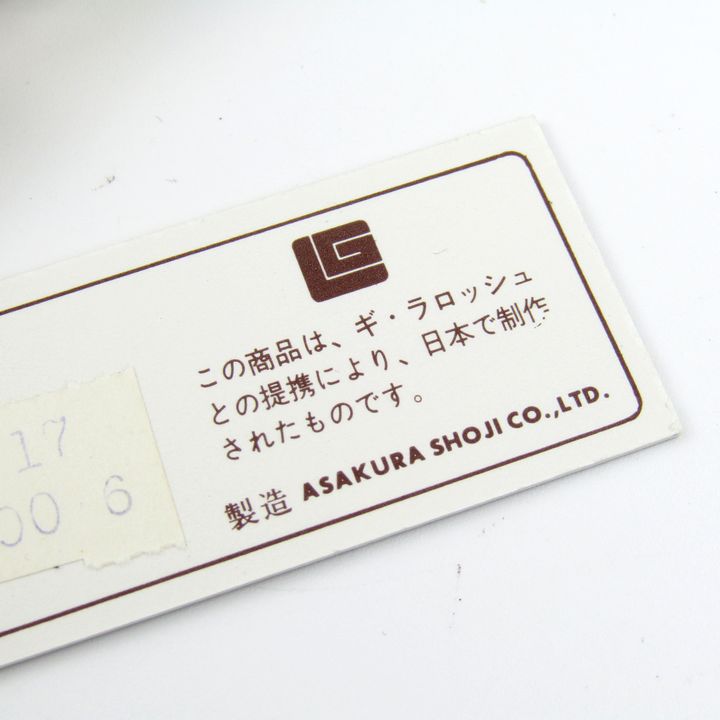 LG
この商品は、ギ・ラロッシュ
との提携により、日本で制作
されたものです。
製造 ASAKURA SHOJI CO.,LTD.
17
00 6